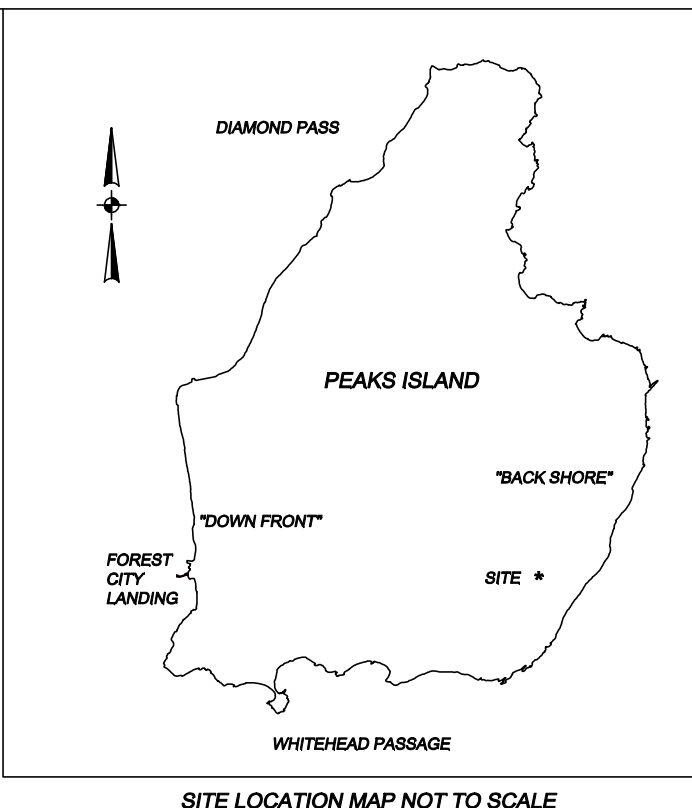 DIAMOND PASS
PEAKS ISLAND
"BACK SHORE"
"DOWN FRONT"
FOREST
CITY
LANDING
SITE *
WHITEHEAD PASSAGE
SITE LOCATION MAP NOT TO SCALE